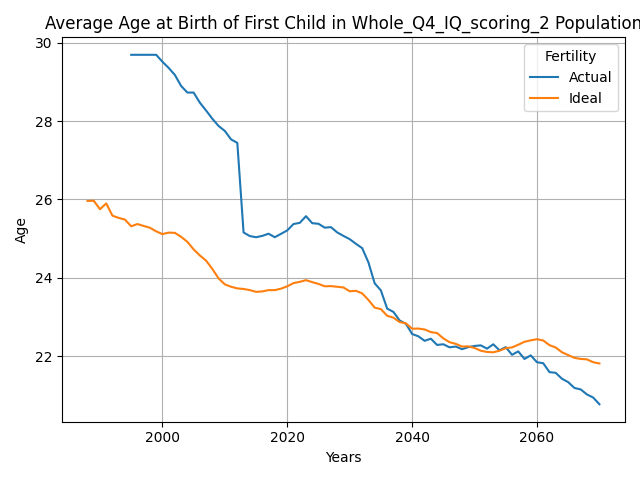 Average Age at Birth of First Child in Whole_Q4_IQ_scoring_2 Population
30
28
26
24
22
Age
2000
2020
2040
2060
Years
Fertility
Actual
Ideal